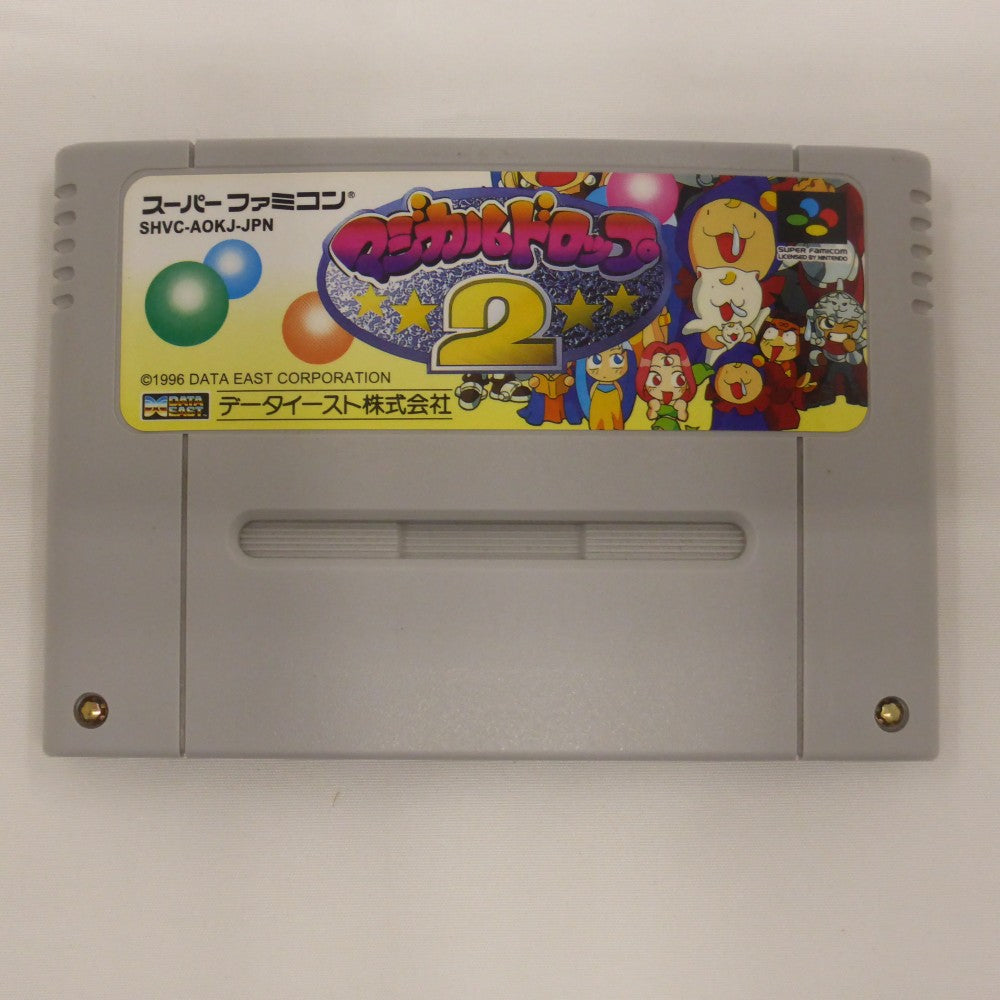 スーパーファミコン®
SHVC-AOKJ-JPN
マジカルドロップ
2
SUPER FAMICOM
LICENSED BY NINTENDO
©1996 DATA EAST CORPORATION
DATA
EAST
データイースト株式会社